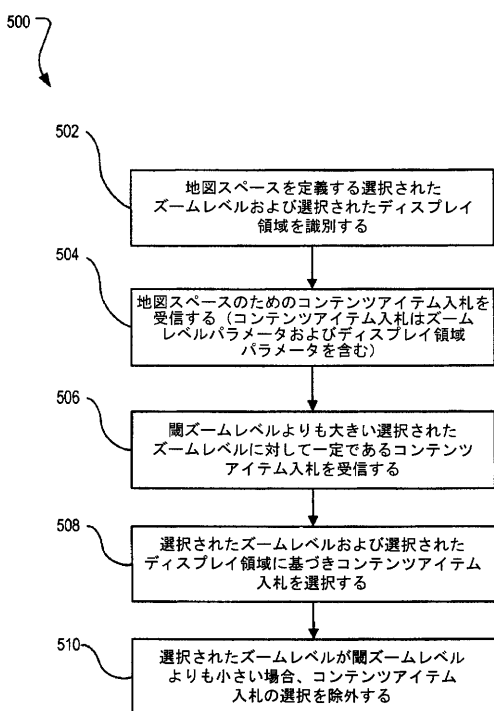 500
502
地図スペースを定義する選択された
ズームレベルおよび選択されたディスプレイ
領域を識別する
504
地図スペースのためのコンテンツアイテム入札を
受信する（コンテンツアイテム入札はズーム
レベルパラメータおよびディスプレイ領域
パラメータを含む）
506
閾ズームレベルよりも大きい選択された
ズームレベルに対して一定であるコンテンツ
アイテム入札を受信する
508
選択されたズームレベルおよび選択された
ディスプレイ領域に基づきコンテンツアイテム
入札を選択する
510
選択されたズームレベルが閾ズームレベル
よりも小さい場合、コンテンツアイテム
入札の選択を除外する